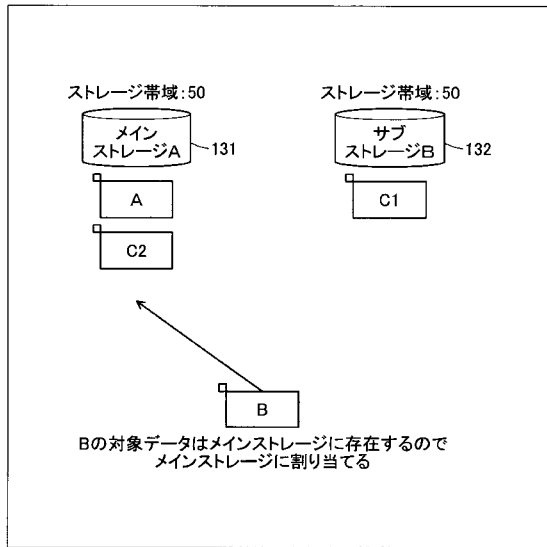 ストレージ帯域:50
ストレージ帯域:50
メイン
ストレージA
131
サブ
ストレージB
132
A
C1
C2
B
Bの対象データはメインストレージに存在するので
メインストレージに割り当てる